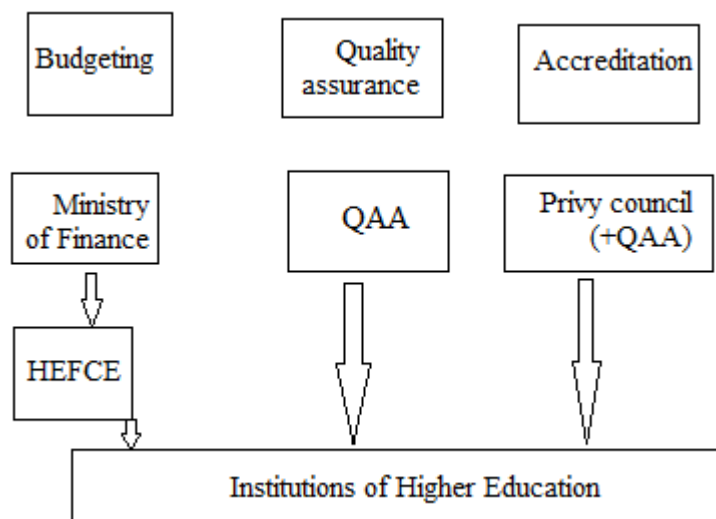 Budgeting
Quality
assurance
Accreditation
Ministry
of Finance
QAA
Privy council
(+QAA)
HEFCE
Institutions of Higher Education